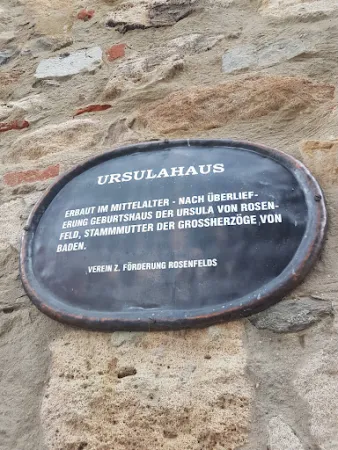 URSULAHAUS
ERBAUT IM MITTELALTER - NACH ÜBERLIEF-
ERUNG GEBURTSHAUS DER URSULA VON ROSEN-
FELD, STAMMMUTTER DER GROSSHERZÖGE VON
BADEN.
VEREIN Z. FÖRDERUNG ROSENFELDS